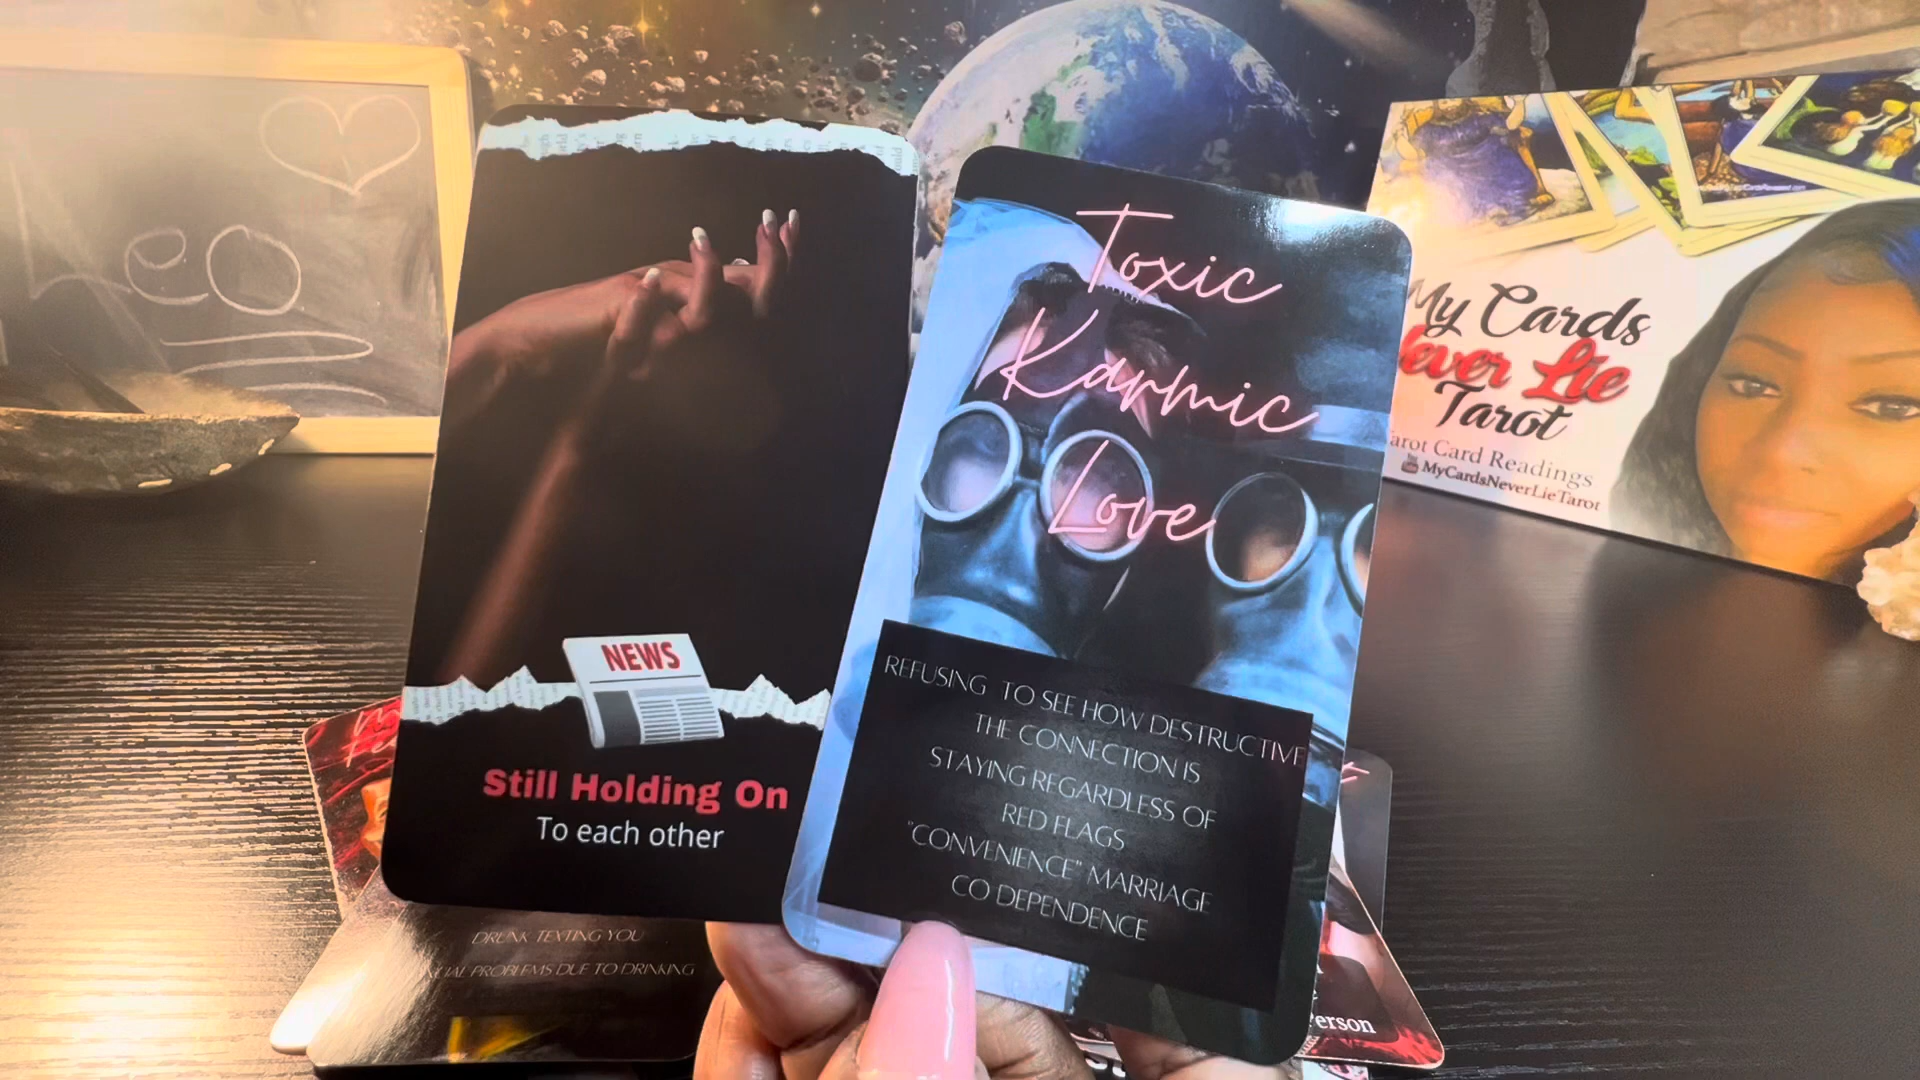 Leo
Toxic
Karmic
Love
REFUSING TO SEE HOW DESTRUCTIVE
THE CONNECTION IS
STAYING REGARDLESS OF
RED FLAGS
"CONVENIENCE" MARRIAGE
CO DEPENDENCE
NEWS
Still Holding On
To each other
My Cards
Never Lie
Tarot
Tarot Card Readings
MyCardsNeverLieTarot
DRUNK TEXTING YOU
PROBLEMS DUE TO DRINKING